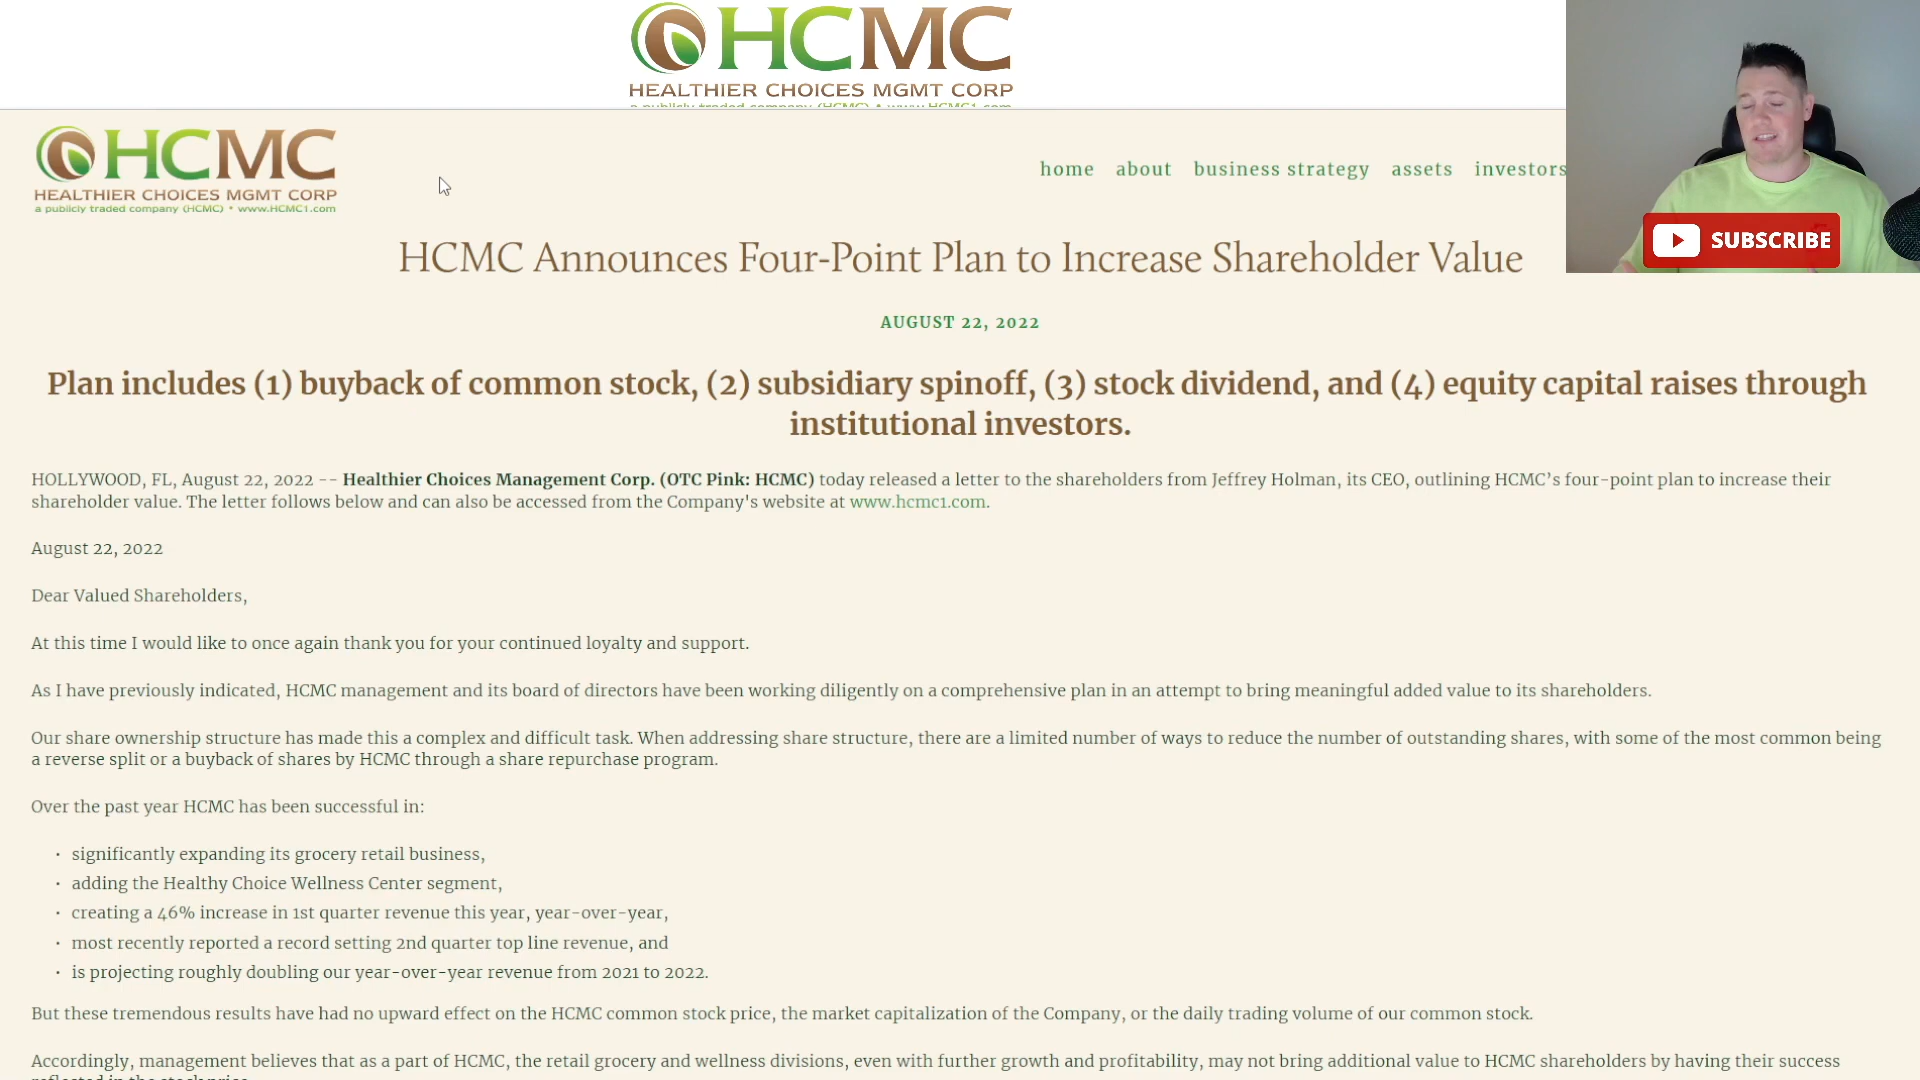 HCMC
HEALTHIER CHOICES MGMT CORP
a publicly traded company (HCMC) • www.HCMC1.com
HCMC
HEALTHIER CHOICES MGMT CORP
a publicly traded company (HCMC) • www.HCMC1.com
home about business strategy assets investors
SUBSCRIBE
HCMC Announces Four-Point Plan to Increase Shareholder Value
AUGUST 22, 2022
Plan includes (1) buyback of common stock, (2) subsidiary spinoff, (3) stock dividend, and (4) equity capital raises through
institutional investors.
HOLLYWOOD, FL, August 22, 2022 -- Healthier Choices Management Corp. (OTC Pink: HCMC) today released a letter to the shareholders from Jeffrey Holman, its CEO, outlining HCMC’s four-point plan to increase their
shareholder value. The letter follows below and can also be accessed from the Company's website at www.hcmc1.com.
August 22, 2022
Dear Valued Shareholders,
At this time I would like to once again thank you for your continued loyalty and support.
As I have previously indicated, HCMC management and its board of directors have been working diligently on a comprehensive plan in an attempt to bring meaningful added value to its shareholders.
Our share ownership structure has made this a complex and difficult task. When addressing share structure, there are a limited number of ways to reduce the number of outstanding shares, with some of the most common being
a reverse split or a buyback of shares by HCMC through a share repurchase program.
Over the past year HCMC has been successful in:
• significantly expanding its grocery retail business,
• adding the Healthy Choice Wellness Center segment,
• creating a 46% increase in 1st quarter revenue this year, year-over-year,
• most recently reported a record setting 2nd quarter top line revenue, and
• is projecting roughly doubling our year-over-year revenue from 2021 to 2022.
But these tremendous results have had no upward effect on the HCMC common stock price, the market capitalization of the Company, or the daily trading volume of our common stock.
Accordingly, management believes that as a part of HCMC, the retail grocery and wellness divisions, even with further growth and profitability, may not bring additional value to HCMC shareholders by having their success
reflected in the stock price.